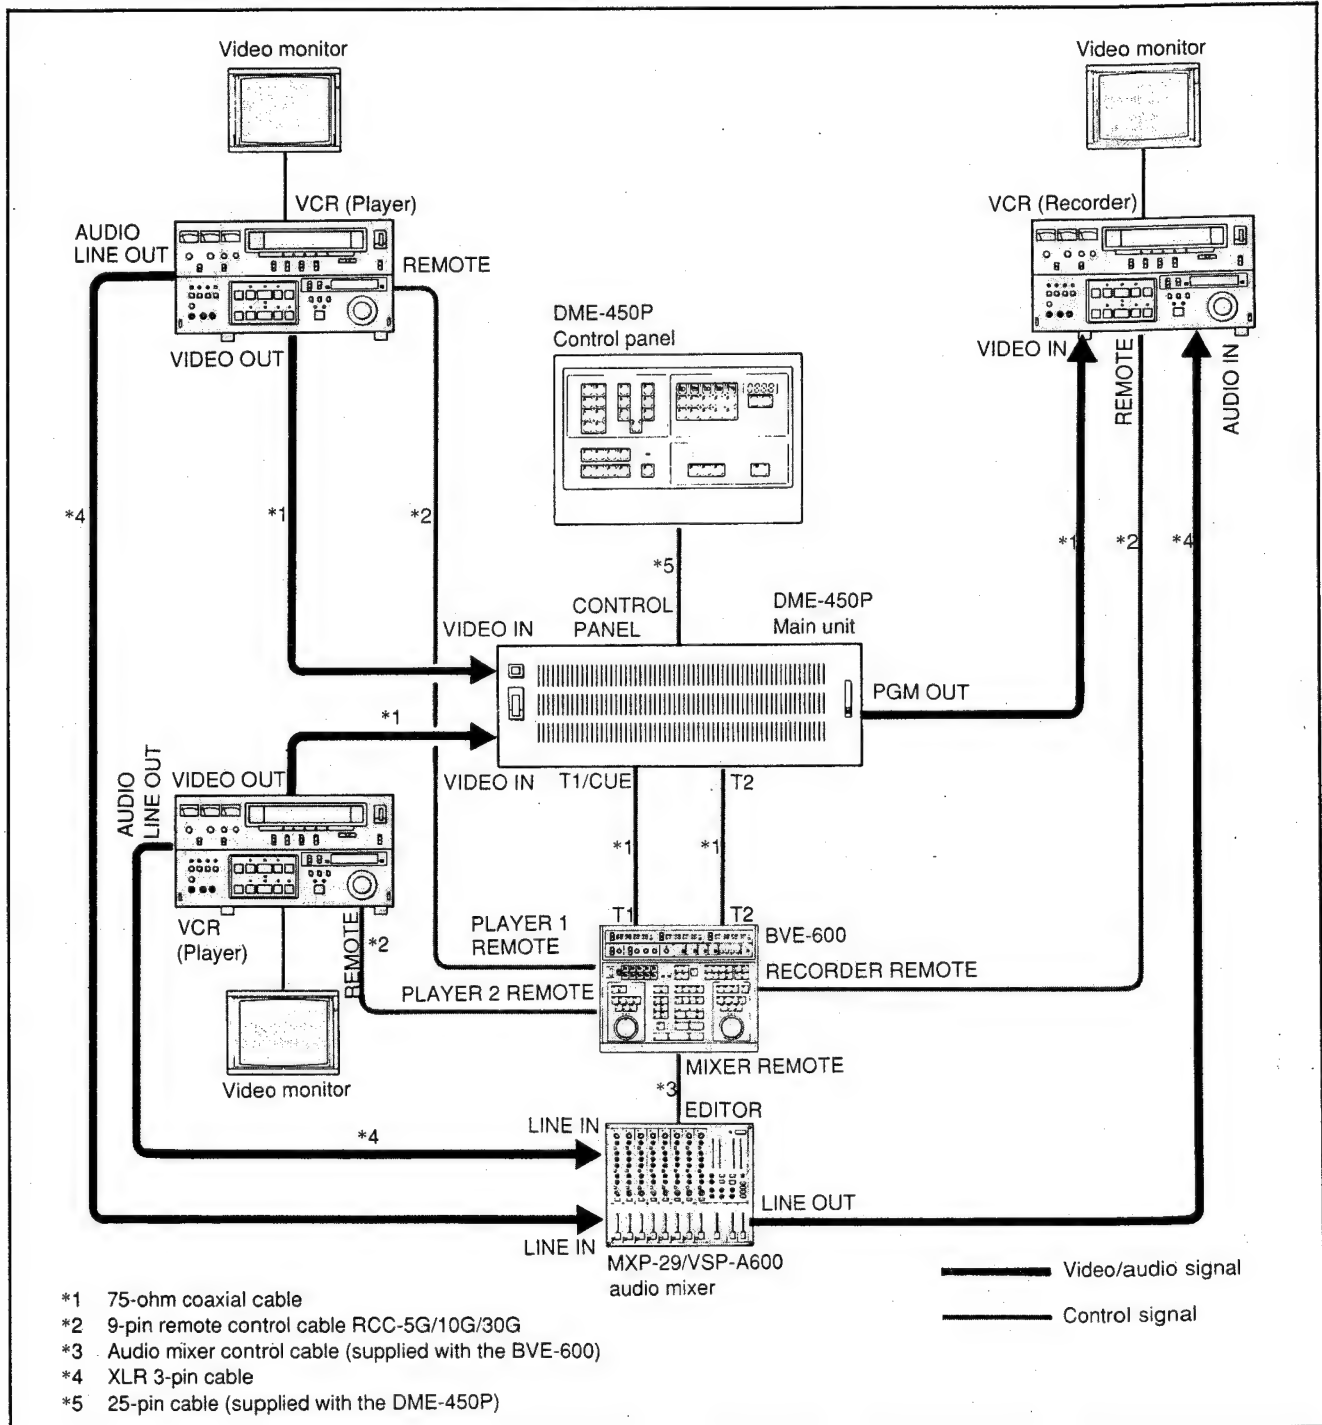 Video monitor
Video monitor
VCR (Player)
VCR (Recorder)
AUDIO
LINE OUT
REMOTE
VIDEO OUT
DME-450P
Control panel
VIDEO IN
REMOTE
AUDIO IN
*4
*1
*2
*1
*2
*4
*5
CONTROL
PANEL
DME-450P
Main unit
VIDEO IN
PGM OUT
*1
AUDIO
LINE OUT
VIDEO OUT
VIDEO IN
T1/CUE
T2
*1
*1
VCR
(Player)
REMOTE
*2
PLAYER 1
REMOTE
T1
T2
BVE-600
RECORDER REMOTE
PLAYER 2 REMOTE
Video monitor
MIXER REMOTE
*3
EDITOR
LINE IN
*4
LINE OUT
LINE IN
MXP-29/VSP-A600
audio mixer
Video/audio signal
Control signal
*1 75-ohm coaxial cable
*2 9-pin remote control cable RCC-5G/10G/30G
*3 Audio mixer control cable (supplied with the BVE-600)
*4 XLR 3-pin cable
*5 25-pin cable (supplied with the DME-450P)